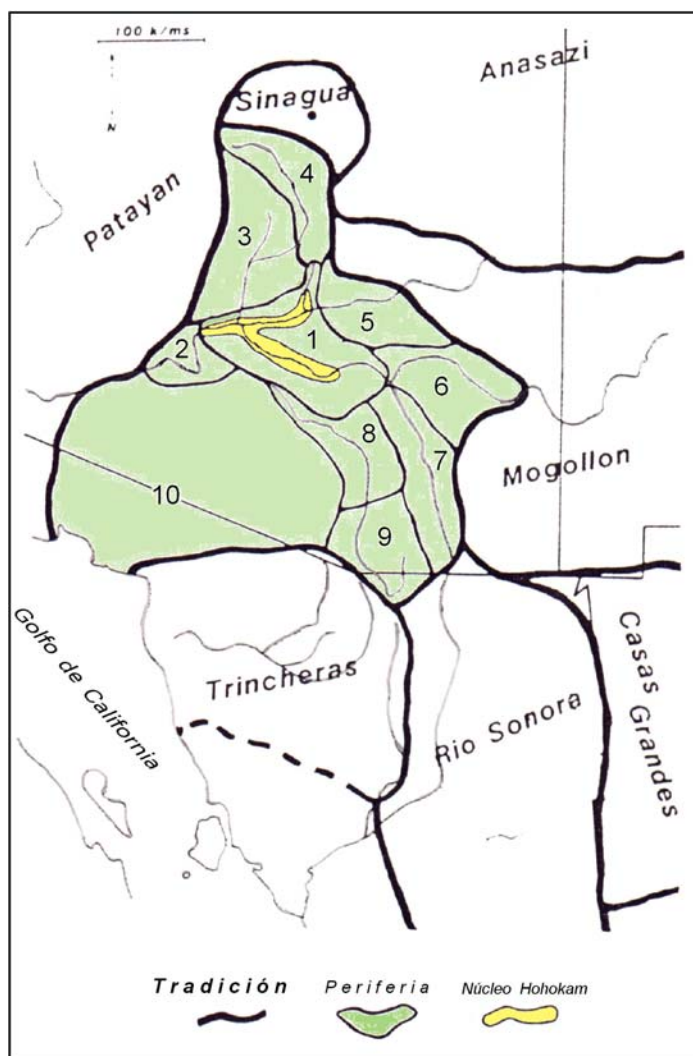 100 k/ms
N
Anasazi
Sinagua
Patayan
4
3
5
1
2
6
8
7
Mogollon
10
9
Golfo de California
Trincheras
Rio Sonora
Casas Grandes
Tradición
Periferia
Núcleo Hohokam